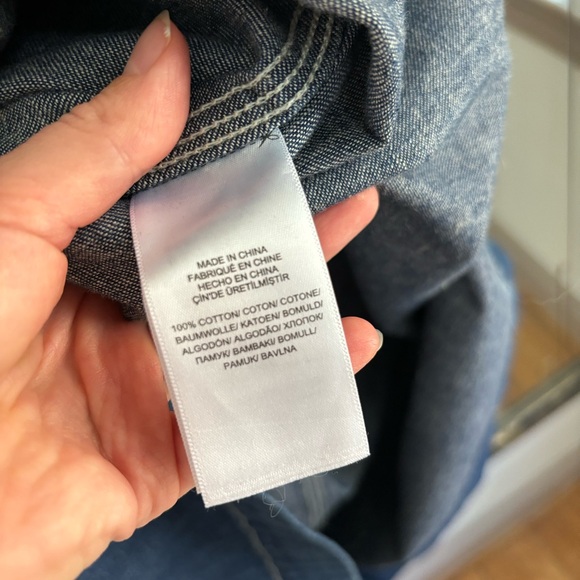 MADE IN CHINA
FABRIQUÉ EN CHINE
HECHO EN CHINA
ÇİN'DE ÜRETİLMİŞTİR
100% COTTON/ COTON/ COTONE/
BAUMWOLLE/ KATOEN/ BOMULD/
ALGODÓN/ ALGODÃO/ ХЛОПОК/
ПАМУК/ BAMBAKI/ BOMULL/
PAMUK/ BAVLNA